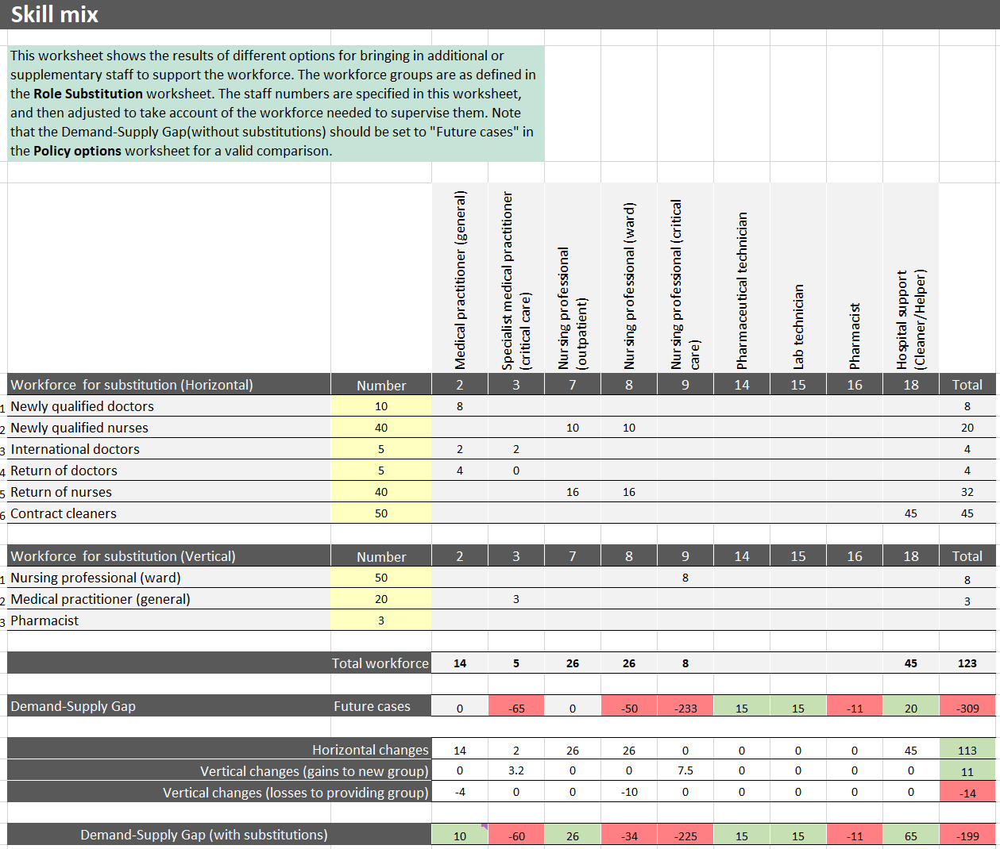 Skill mix
This worksheet shows the results of different options for bringing in additional or
supplementary staff to support the workforce. The workforce groups are as defined in
the Role Substitution worksheet. The staff numbers are specified in this worksheet,
and then adjusted to take account of the workforce needed to supervise them. Note
that the Demand-Supply Gap(without substitutions) should be set to "Future cases" in
the Policy options worksheet for a valid comparison.
Medical practitioner (general)
Specialist medical practitioner
(critical care)
Nursing professional
(outpatient)
Nursing professional (ward)
Nursing professional (critical
care)
Pharmaceutical technician
Lab technician
Pharmacist
Hospital support
(Cleaner/Helper)
Workforce for substitution (Horizontal) Number 2 3 7 8 9 14 15 16 18 Total
1 Newly qualified doctors 10 8 8
2 Newly qualified nurses 40 10 10 20
3 International doctors 5 2 2 4
4 Return of doctors 5 4 0 4
5 Return of nurses 40 16 16 32
6 Contract cleaners 50 45 45
Workforce for substitution (Vertical) Number 2 3 7 8 9 14 15 16 18 Total
1 Nursing professional (ward) 50 8 8
2 Medical practitioner (general) 20 3 3
3 Pharmacist 3
Total workforce 14 5 26 26 8 45 123
Demand-Supply Gap Future cases 0 -65 0 -50 -233 15 15 -11 20 -309
Horizontal changes 14 2 26 26 0 0 0 0 45 113
Vertical changes (gains to new group) 0 3.2 0 0 7.5 0 0 0 0 11
Vertical changes (losses to providing group) -4 0 0 -10 0 0 0 0 0 -14
Demand-Supply Gap (with substitutions) 10 -60 26 -34 -225 15 15 -11 65 -199